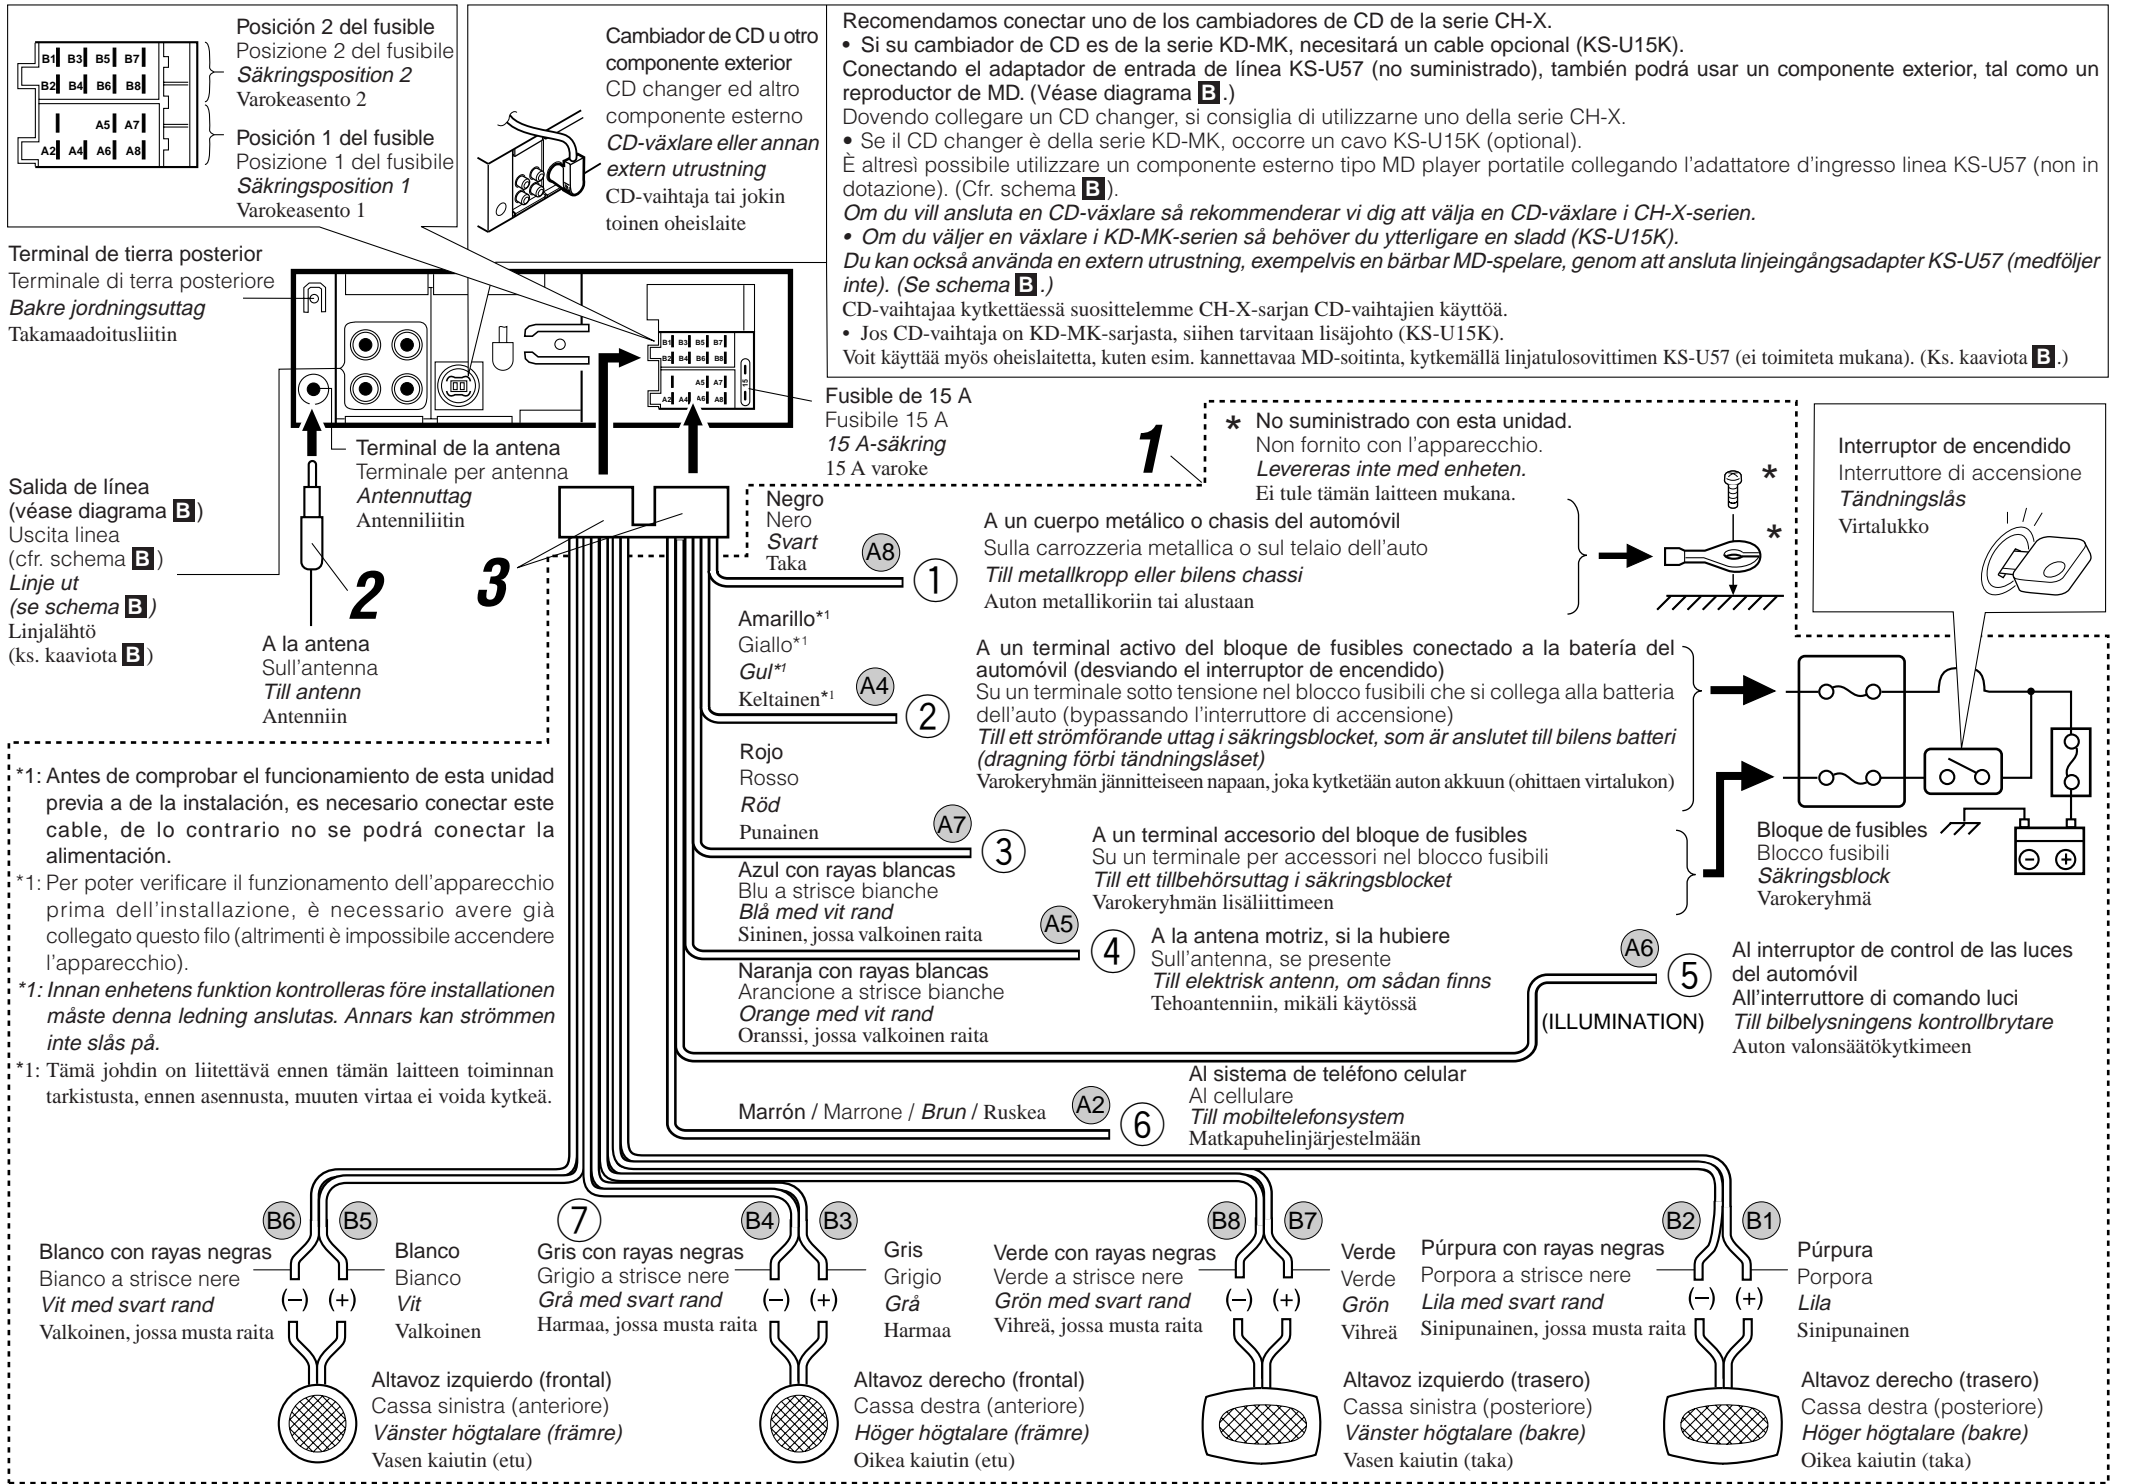 B1 B3 B5 B7
B2 B4 B6 B8
A5 A7
A2 A4 A6 A8
Posición 2 del fusible
Posizione 2 del fusibile
Säkringsposition 2
Varokeasento 2
Posición 1 del fusible
Posizione 1 del fusibile
Säkringsposition 1
Varokeasento 1
Cambiador de CD u otro
componente exterior
CD changer ed altro
componente esterno
CD-växlare eller annan
extern utrustning
CD-vaihtaja tai jokin
toinen oheislaite
Recomendamos conectar uno de los cambiadores de CD de la serie CH-X.
• Si su cambiador de CD es de la serie KD-MK, necesitará un cable opcional (KS-U15K).
Conectando el adaptador de entrada de línea KS-U57 (no suministrado), también podrá usar un componente exterior, tal como un
reproductor de MD. (Véase diagrama B.)
Dovendo collegare un CD changer, si consiglia di utilizzarne uno della serie CH-X.
• Se il CD changer è della serie KD-MK, occorre un cavo KS-U15K (optional).
È altresì possibile utilizzare un componente esterno tipo MD player portatile collegando l'adattatore d'ingresso linea KS-U57 (non in
dotazione). (Cfr. schema B).
Om du vill ansluta en CD-växlare så rekommenderar vi dig att välja en CD-växlare i CH-X-serien.
• Om du väljer en växlare i KD-MK-serien så behöver du ytterligare en sladd (KS-U15K).
Du kan också använda en extern utrustning, exempelvis en bärbar MD-spelare, genom att ansluta linjeingångsadapter KS-U57 (medföljer
inte). (Se schema B.)
CD-vaihtajaa kytkettäessä suosittelemme CH-X-sarjan CD-vaihtajien käyttöä.
• Jos CD-vaihtaja on KD-MK-sarjasta, siihen tarvitaan lisäjohto (KS-U15K).
Voit käyttää myös oheislaitetta, kuten esim. kannettavaa MD-soitinta, kytkemällä linjatulosovittimen KS-U57 (ei toimiteta mukana). (Ks. kaaviota B.)
Terminal de tierra posterior
Terminale di terra posteriore
Bakre jordningsuttag
Takamaadoitusliitin
B1 B3 B5 B7
B2 B4 B6 B8
A5 A7
A2 A4 A6 A8
15
Fusible de 15 A
Fusibile 15 A
15 A-säkring
15 A varoke
Terminal de la antena
Terminale per antenna
Antennuttag
Antenniliitin
Salida de línea
(véase diagrama B)
Uscita linea
(cfr. schema B)
Linje ut
(se schema B)
Linjalähtö
(ks. kaaviota B)
2
A la antena
Sull'antenna
Till antenn
Antenniin
3
1
* No suministrado con esta unidad.
Non fornito con l'apparecchio.
Levereras inte med enheten.
Ei tule tämän laitteen mukana.
*
*
Interruptor de encendido
Interruttore di accensione
Tändningslås
Virtalukko
Negro
Nero
Svart
Taka
A8
1
A un cuerpo metálico o chasis del automóvil
Sulla carrozzeria metallica o sul telaio dell'auto
Till metallkropp eller bilens chassi
Auton metallikoriin tai alustaan
Amarillo*1
Giallo*1
Gul*1
Keltainen*1
A4
2
A un terminal activo del bloque de fusibles conectado a la batería del
automóvil (desviando el interruptor de encendido)
Su un terminale sotto tensione nel blocco fusibili che si collega alla batteria
dell'auto (bypassando l'interruttore di accensione)
Till ett strömförande uttag i säkringsblocket, som är anslutet till bilens batteri
(dragning förbi tändningslåset)
Varokeryhmän jännitteiseen napaan, joka kytketään auton akkuun (ohittaen virtalukon)
Rojo
Rosso
Röd
Punainen
A7
3
A un terminal accesorio del bloque de fusibles
Su un terminale per accessori nel blocco fusibili
Till ett tillbehörsuttag i säkringsblocket
Varokeryhmän lisäliittimeen
Bloque de fusibles
Blocco fusibili
Säkringsblock
Varokeryhmä
*1: Antes de comprobar el funcionamiento de esta unidad
previa a de la instalación, es necesario conectar este
cable, de lo contrario no se podrá conectar la
alimentación.
*1: Per poter verificare il funzionamento dell'apparecchio
prima dell'installazione, è necessario avere già
collegato questo filo (altrimenti è impossibile accendere
l'apparecchio).
*1: Innan enhetens funktion kontrolleras före installationen
måste denna ledning anslutas. Annars kan strömmen
inte slås på.
*1: Tämä johdin on liitettävä ennen tämän laitteen toiminnan
tarkistusta, ennen asennusta, muuten virtaa ei voida kytkeä.
Azul con rayas blancas
Blu a strisce bianche
Blå med vit rand
Sininen, jossa valkoinen raita
A5
4
A la antena motriz, si la hubiere
Sull'antenna, se presente
Till elektrisk antenn, om sådan finns
Tehoantenniin, mikäli käytössä
Naranja con rayas blancas
Arancione a strisce bianche
Orange med vit rand
Oranssi, jossa valkoinen raita
A6
5
(ILLUMINATION)
Al interruptor de control de las luces
del automóvil
All'interruttore di comando luci
Till bilbelysningens kontrollbrytare
Auton valonsäätökytkimeen
Marrón / Marrone / Brun / Ruskea
A2
6
Al sistema de teléfono celular
Al cellulare
Till mobiltelefonsystem
Matkapuhelinjärjestelmään
B6
B5
Blanco con rayas negras
Bianco a strisce nere
Vit med svart rand
Valkoinen, jossa musta raita
(–) (+)
Blanco
Bianco
Vit
Valkoinen
Altavoz izquierdo (frontal)
Cassa sinistra (anteriore)
Vänster högtalare (främre)
Vasen kaiutin (etu)
7
B4
B3
Gris con rayas negras
Grigio a strisce nere
Grå med svart rand
Harmaa, jossa musta raita
(–) (+)
Gris
Grigio
Grå
Harmaa
Altavoz derecho (frontal)
Cassa destra (anteriore)
Höger högtalare (främre)
Oikea kaiutin (etu)
B8
B7
Verde con rayas negras
Verde a strisce nere
Grön med svart rand
Vihreä, jossa musta raita
(–) (+)
Verde
Verde
Grön
Vihreä
Altavoz izquierdo (trasero)
Cassa sinistra (posteriore)
Vänster högtalare (bakre)
Vasen kaiutin (taka)
B2
B1
Púrpura con rayas negras
Porpora a strisce nere
Lila med svart rand
Sinipunainen, jossa musta raita
(–) (+)
Púrpura
Porpora
Lila
Sinipunainen
Altavoz derecho (trasero)
Cassa destra (posteriore)
Höger högtalare (bakre)
Oikea kaiutin (taka)